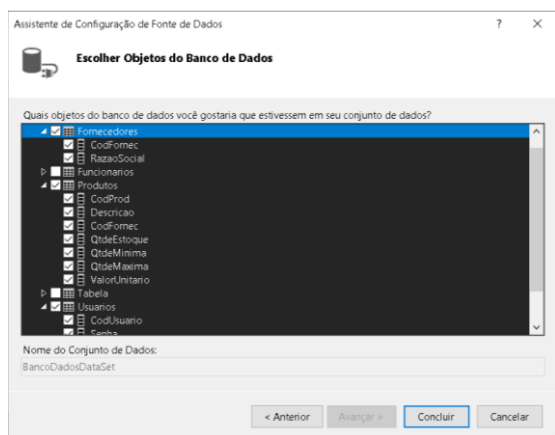 Assistente de Configuração de Fonte de Dados
? ×
Escolher Objetos do Banco de Dados
Quais objetos do banco de dados você gostaria que estivessem em seu conjunto de dados?
Fornecedores
CodFornec
RazaoSocial
Funcionarios
Produtos
CodProd
Descricao
CodFornec
QtdeEstoque
QtdeMinima
QtdeMaxima
ValorUnitario
Tabela
Usuarios
CodUsuario
Senha
Nome do Conjunto de Dados:
BancoDadosDataSet
< Anterior
Avançar >
Concluir
Cancelar